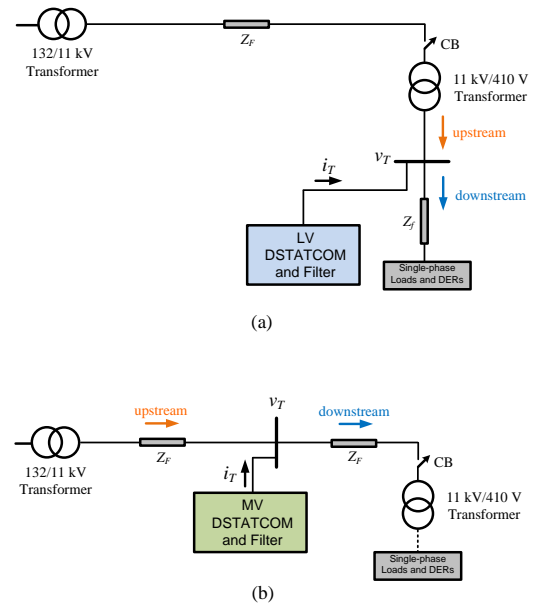 Z_F
CB
132/11 kV
Transformer
11 kV/410 V
Transformer
upstream
v_T
i_T
downstream
Z_f
LV
DSTATCOM
and Filter
Single-phase
Loads and DERs
(a)
upstream
v_T
downstream
Z_F
Z_F
CB
132/11 kV
Transformer
i_T
MV
DSTATCOM
and Filter
11 kV/410 V
Transformer
Single-phase
Loads and DERs
(b)